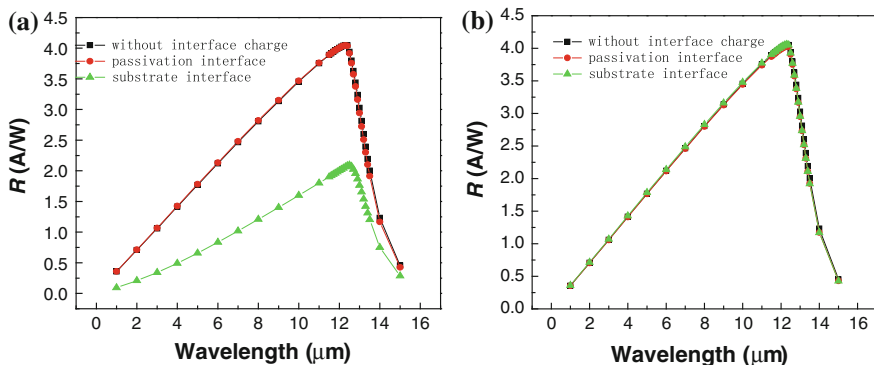 (a)
4.5
4.0
3.5
3.0
2.5
2.0
1.5
1.0
0.5
0.0
R (A/W)
without interface charge
passivation interface
substrate interface
0 2 4 6 8 10 12 14 16
Wavelength (μm)
(b)
4.5
4.0
3.5
3.0
2.5
2.0
1.5
1.0
0.5
0.0
R (A/W)
without interface charge
passivation interface
substrate interface
0 2 4 6 8 10 12 14 16
Wavelength (μm)